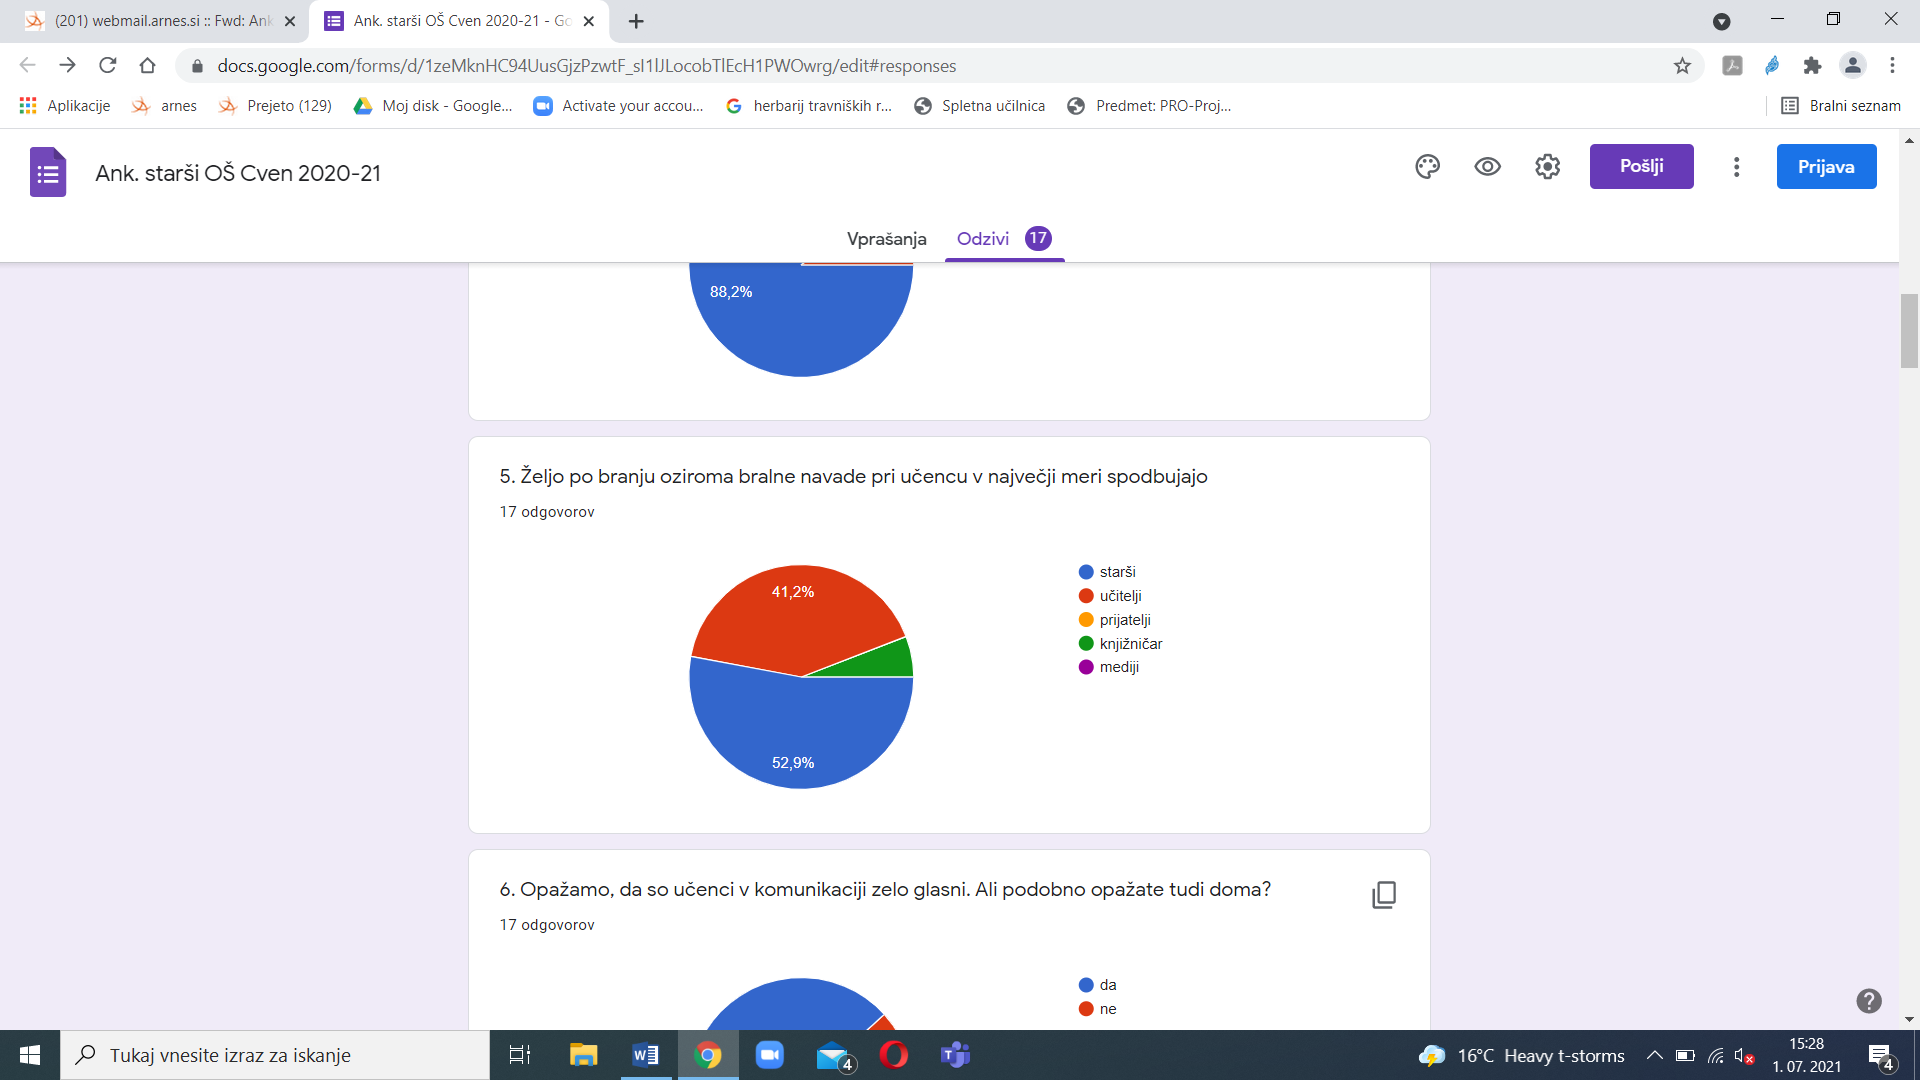 (201) webmail.arnes.si :: Fwd: Ank
Ank. starši OŠ Cven 2020-21 - Go
docs.google.com/forms/d/1zeMknHC94UusGjzPzwtF_sI1lJLocobTlEcH1PWOwrg/edit#responses
Aplikacije arnes Prejeto (129) Moj disk - Google... Activate your accou... herbarij travniških r... Spletna učilnica Predmet: PRO-Proj... Bralni seznam
Ank. starši OŠ Cven 2020-21
Pošlji
Prijava
Vprašanja Odzivi 17
88,2%
5. Željo po branju oziroma bralne navade pri učencu v največji meri spodbujajo
17 odgovorov
41,2%
52,9%
starši
učitelji
prijatelji
knjižničar
mediji
6. Opažamo, da so učenci v komunikaciji zelo glasni. Ali podobno opažate tudi doma?
17 odgovorov
da
ne
Tukaj vnesite izraz za iskanje
4
16°C Heavy t-storms
15:28
1. 07. 2021
4